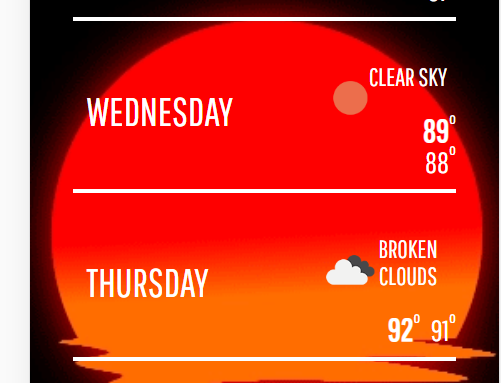 WEDNESDAY
CLEAR SKY
89°
88°
THURSDAY
BROKEN
CLOUDS
92° 91°